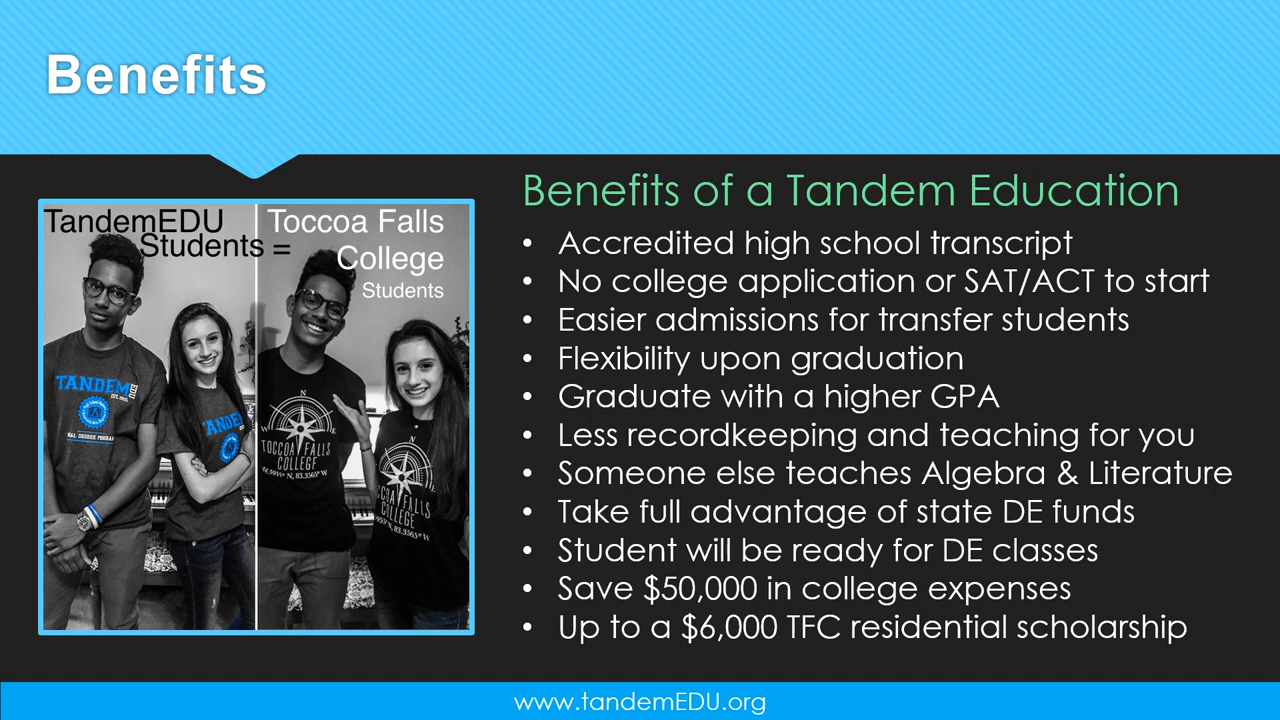 Benefits
TandemEDU
Students =
Toccoa Falls
College
Students
TANDEM
EDU
TANDEM
N
TOCCOA FALLS
COLLEGE
N
E
COLLEGE
Benefits of a Tandem Education
• Accredited high school transcript
• No college application or SAT/ACT to start
• Easier admissions for transfer students
• Flexibility upon graduation
• Graduate with a higher GPA
• Less recordkeeping and teaching for you
• Someone else teaches Algebra & Literature
• Take full advantage of state DE funds
• Student will be ready for DE classes
• Save $50,000 in college expenses
• Up to a $6,000 TFC residential scholarship
www.tandemEDU.org